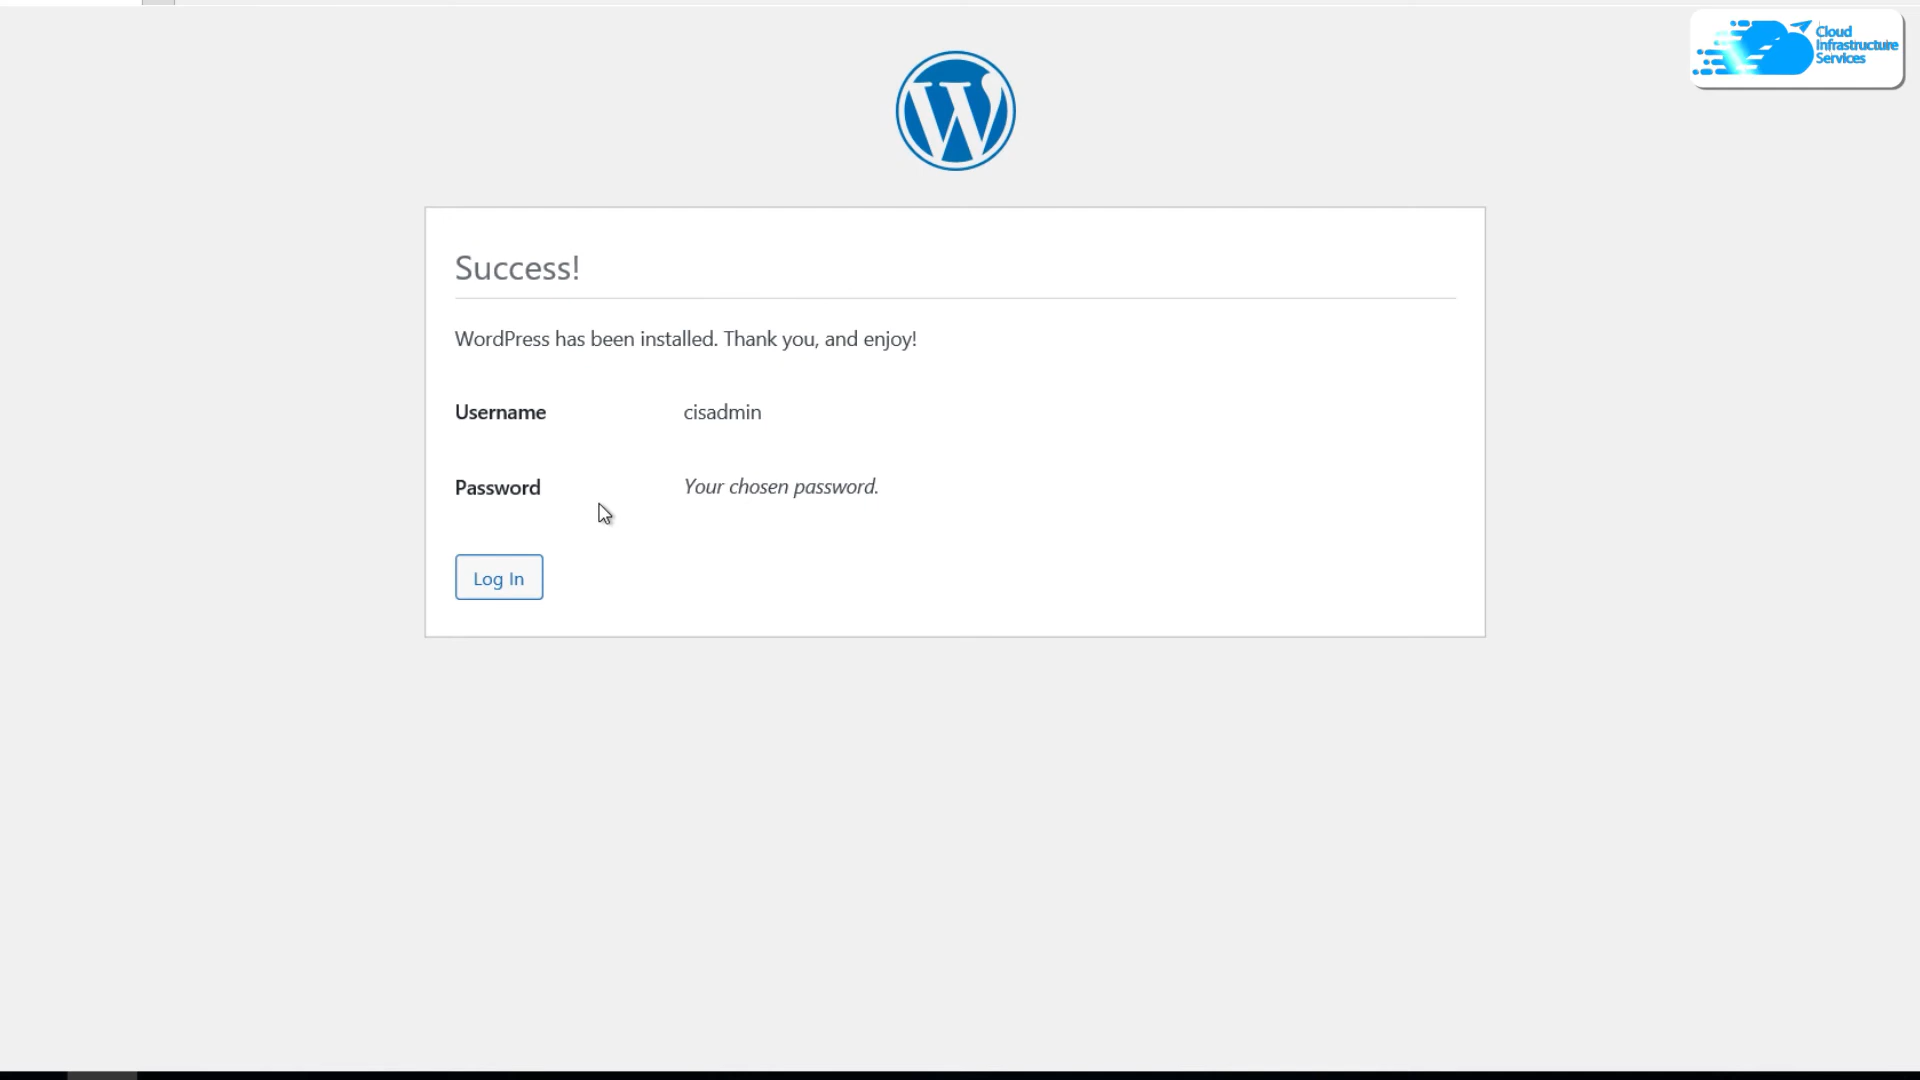 Cloud
Infrastructure
Services
Success!
WordPress has been installed. Thank you, and enjoy!
Username cisadmin
Password Your chosen password.
Log In